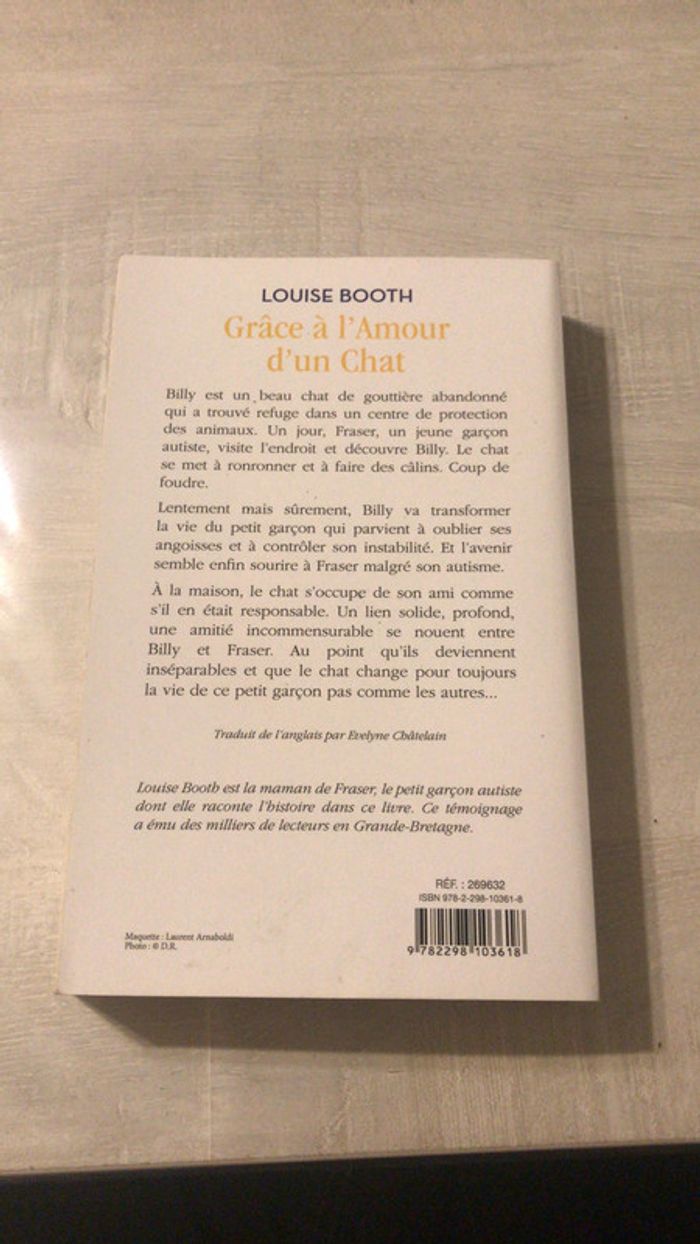 LOUISE BOOTH
Grâce à l'Amour
d'un Chat
Billy est un beau chat de gouttière abandonné
qui a trouvé refuge dans un centre de protection
des animaux. Un jour, Fraser, un jeune garçon
autiste, visite l'endroit et découvre Billy. Le chat
se met à ronronner et à faire des câlins. Coup de
foudre.
Lentement mais sûrement, Billy va transformer
la vie du petit garçon qui parvient à oublier ses
angoisses et à contrôler son instabilité. Et l'avenir
semble enfin sourire à Fraser malgré son autisme.
À la maison, le chat s'occupe de son ami comme
s'il en était responsable. Un lien solide, profond,
une amitié incommensurable se nouent entre
Billy et Fraser. Au point qu'ils deviennent
inséparables et que le chat change pour toujours
la vie de ce petit garçon pas comme les autres...
Traduit de l'anglais par Evelyne Châtelain
Louise Booth est la maman de Fraser, le petit garçon autiste
dont elle raconte l'histoire dans ce livre. Ce témoignage
a ému des milliers de lecteurs en Grande-Bretagne.
RÉF. : 269632
ISBN 978-2-298-10361-8
9 782298 103618
Maquette : Laurent Arnaboldi
Photo : © D.R.